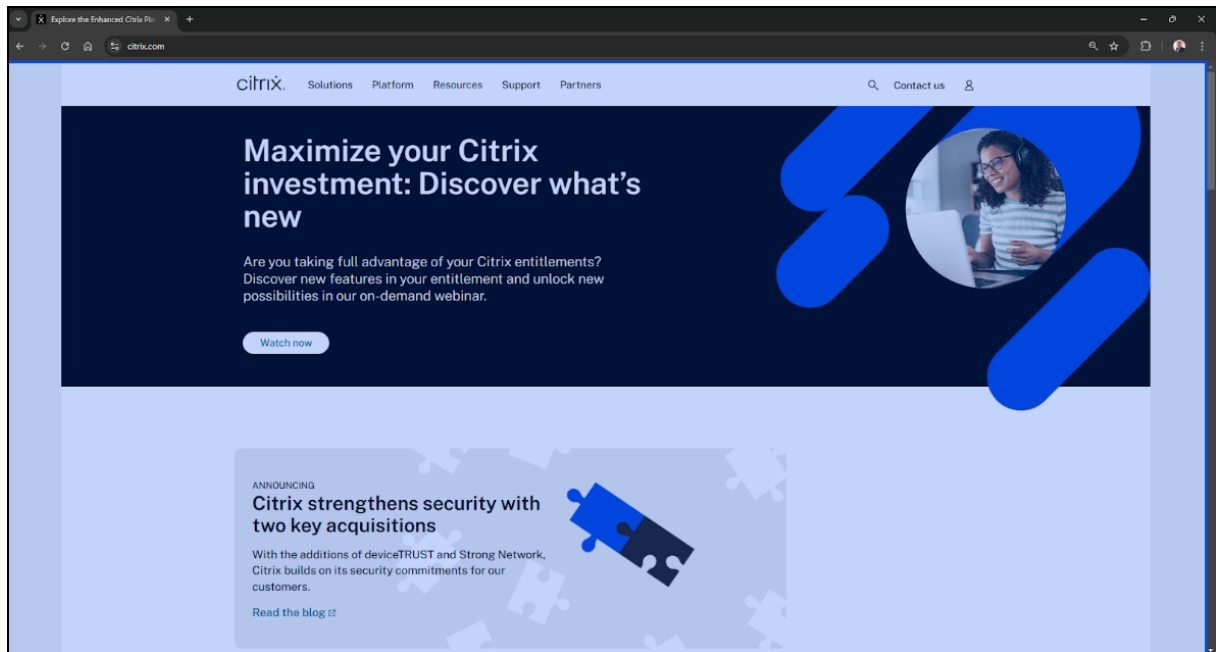 Explore the Enhanced Citrix Pla
citrix.com
citrix.
Solutions Platform Resources Support Partners
Contact us
Maximize your Citrix
investment: Discover what's
new
Are you taking full advantage of your Citrix entitlements?
Discover new features in your entitlement and unlock new
possibilities in our on-demand webinar.
Watch now
ANNOUNCING
Citrix strengthens security with
two key acquisitions
With the additions of deviceTRUST and Strong Network,
Citrix builds on its security commitments for our
customers.
Read the blog